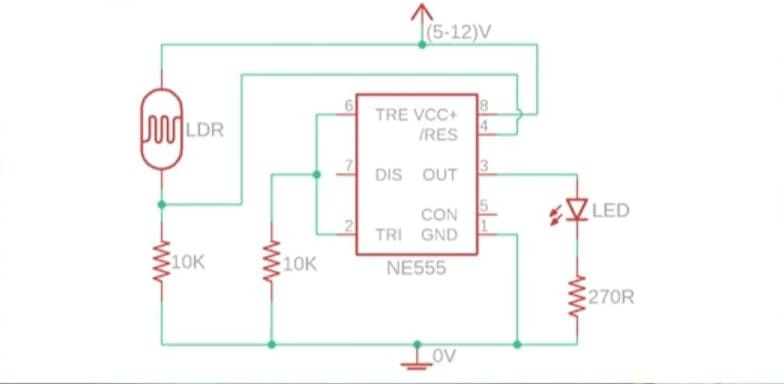 (5-12)V
LDR
6 TRE VCC+ 8
/RES 4
7 DIS OUT 3
CON 5
2 TRI GND 1
LED
10K
10K
NE555
270R
0V